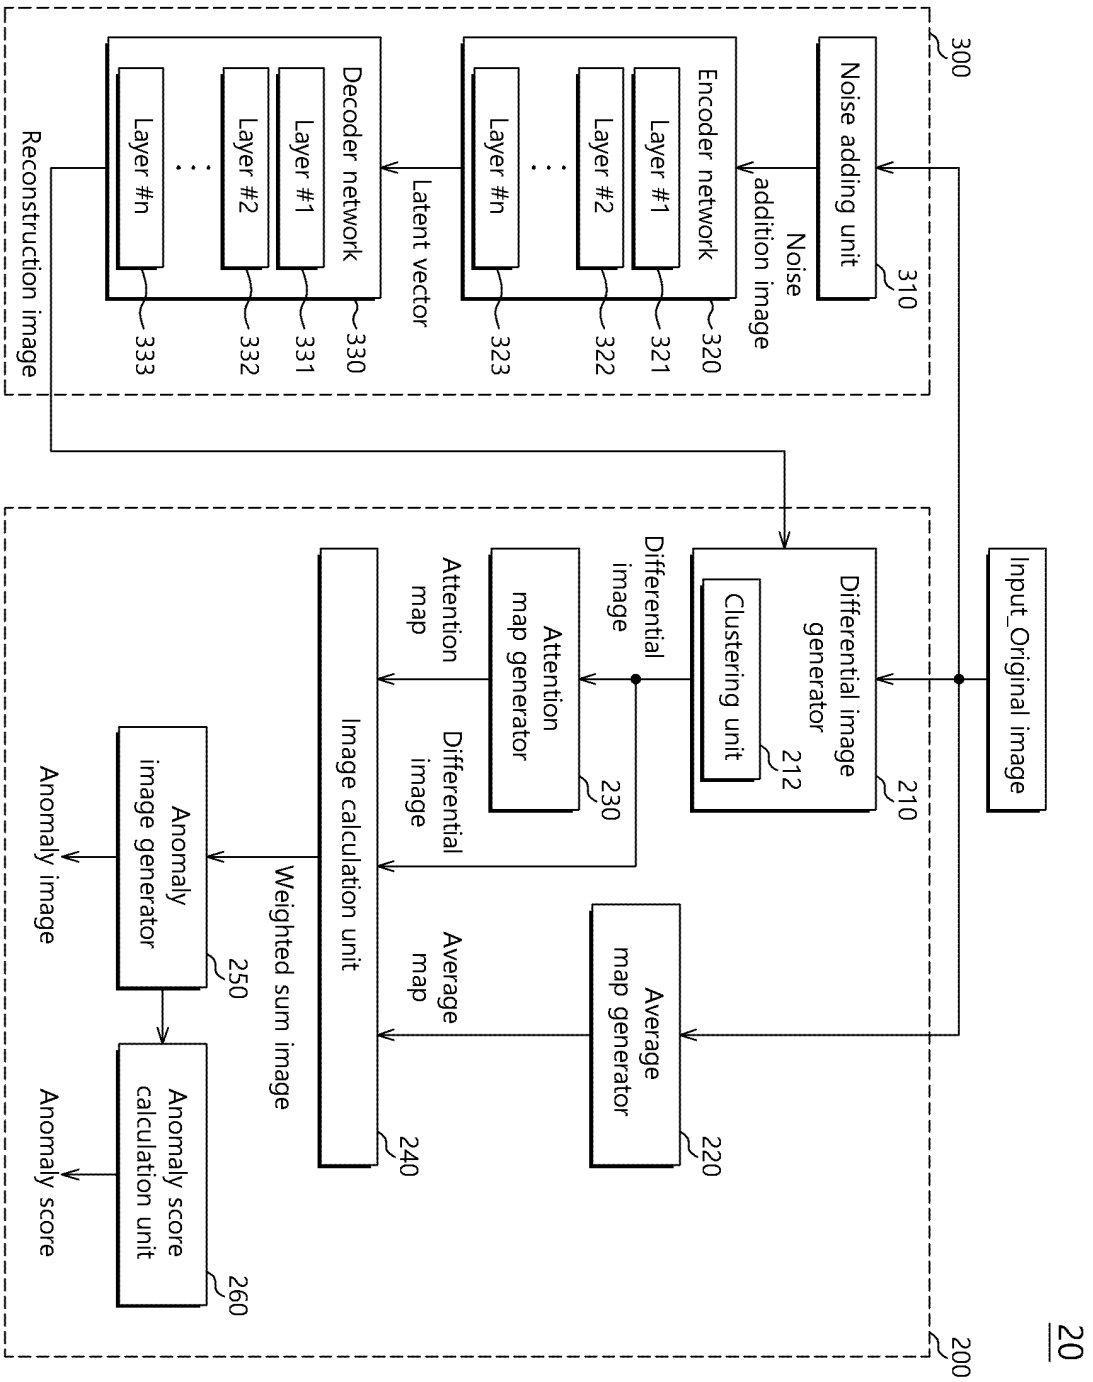 20
Input_Original image
300
Noise adding unit
310
Noise
addition image
Encoder network
320
Layer #1
321
Layer #2
322
. . .
Layer #n
323
Latent vector
Decoder network
330
Layer #1
331
Layer #2
332
. . .
Layer #n
333
Reconstruction image
200
Differential image
generator
210
Clustering unit
212
Differential
image
Attention
map generator
230
Average
map generator
220
Attention
map
Differential
image
Average
map
Image calculation unit
240
Weighted sum image
Anomaly
image generator
250
Anomaly score
calculation unit
260
Anomaly image
Anomaly score